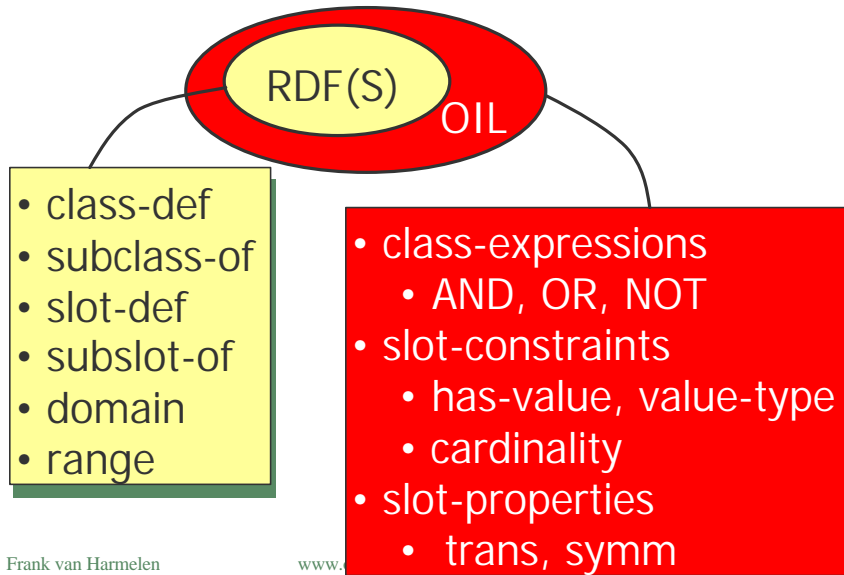 RDF(S)
OIL
• class-def
• subclass-of
• slot-def
• subslot-of
• domain
• range
• class-expressions
• AND, OR, NOT
• slot-constraints
• has-value, value-type
• cardinality
• slot-properties
• trans, symm
Frank van Harmelen
www.